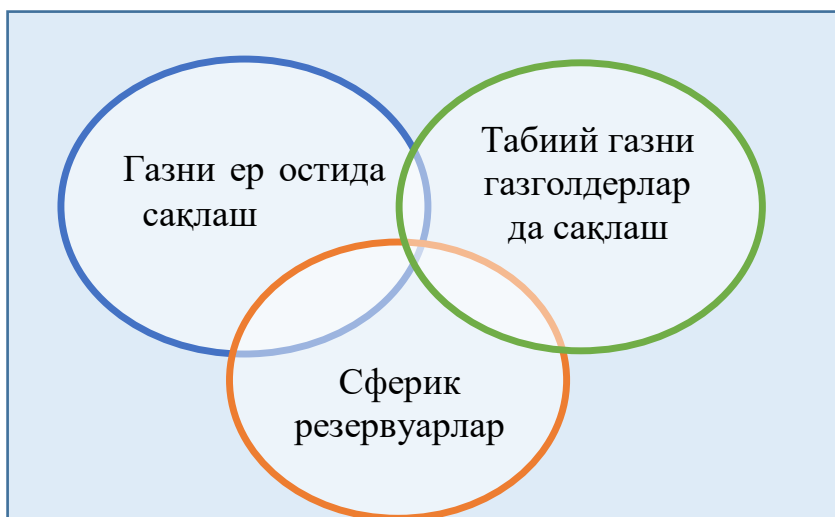 Газни ер остида
сақлаш
Табиий газни
газголдерлар
да сақлаш
Сферик
резервуарлар